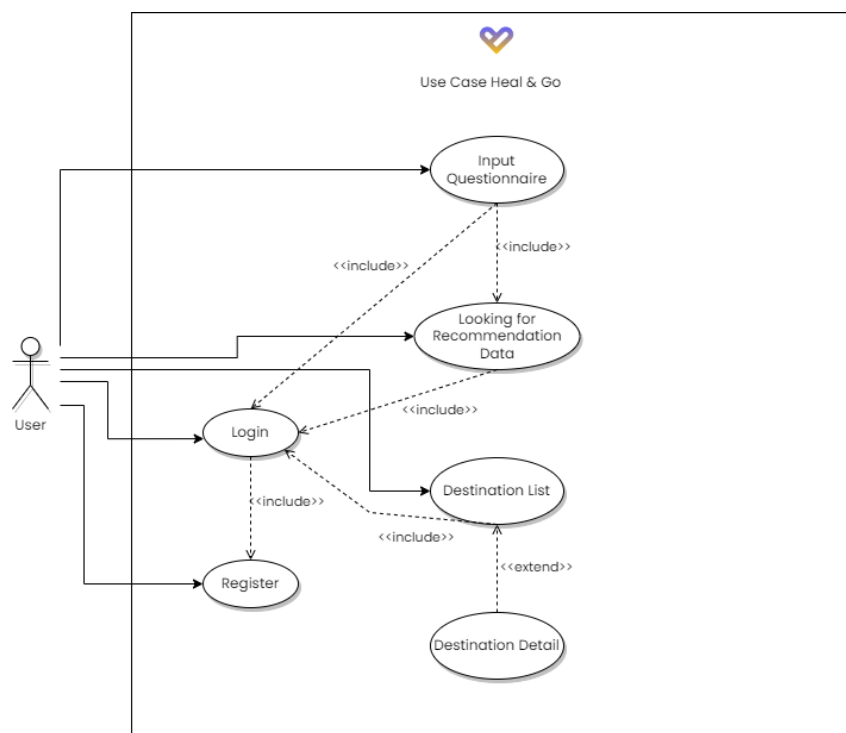 Use Case Heal & Go
Input
Questionnaire
<<include>>
<<include>>
Looking for
Recommendation
Data
User
<<include>>
Login
Destination List
<<include>>
<<include>>
<<extend>>
Register
Destination Detail